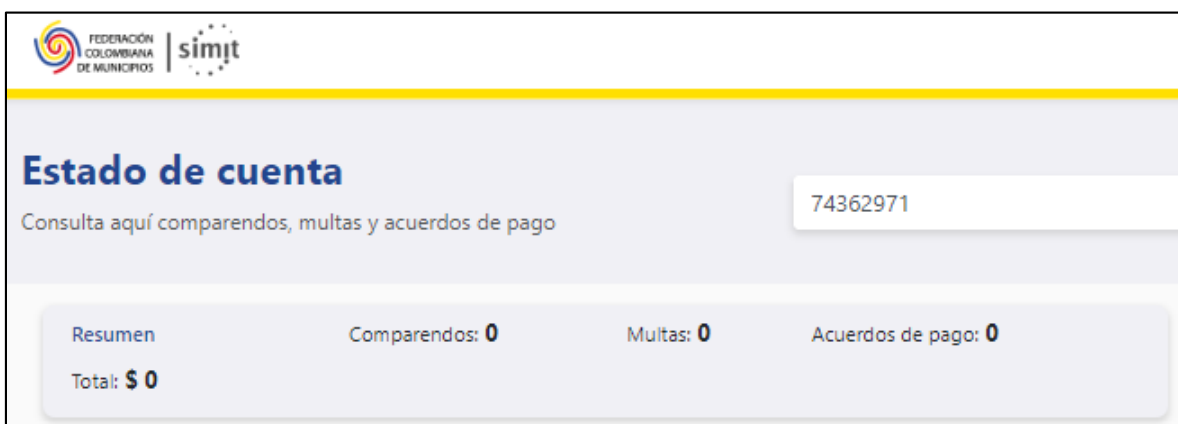 FEDERACIÓN
COLOMBIANA
DE MUNICIPIOS
simit
Estado de cuenta
Consulta aquí comparendos, multas y acuerdos de pago
74362971
Resumen Comparendos: 0 Multas: 0 Acuerdos de pago: 0
Total: $ 0